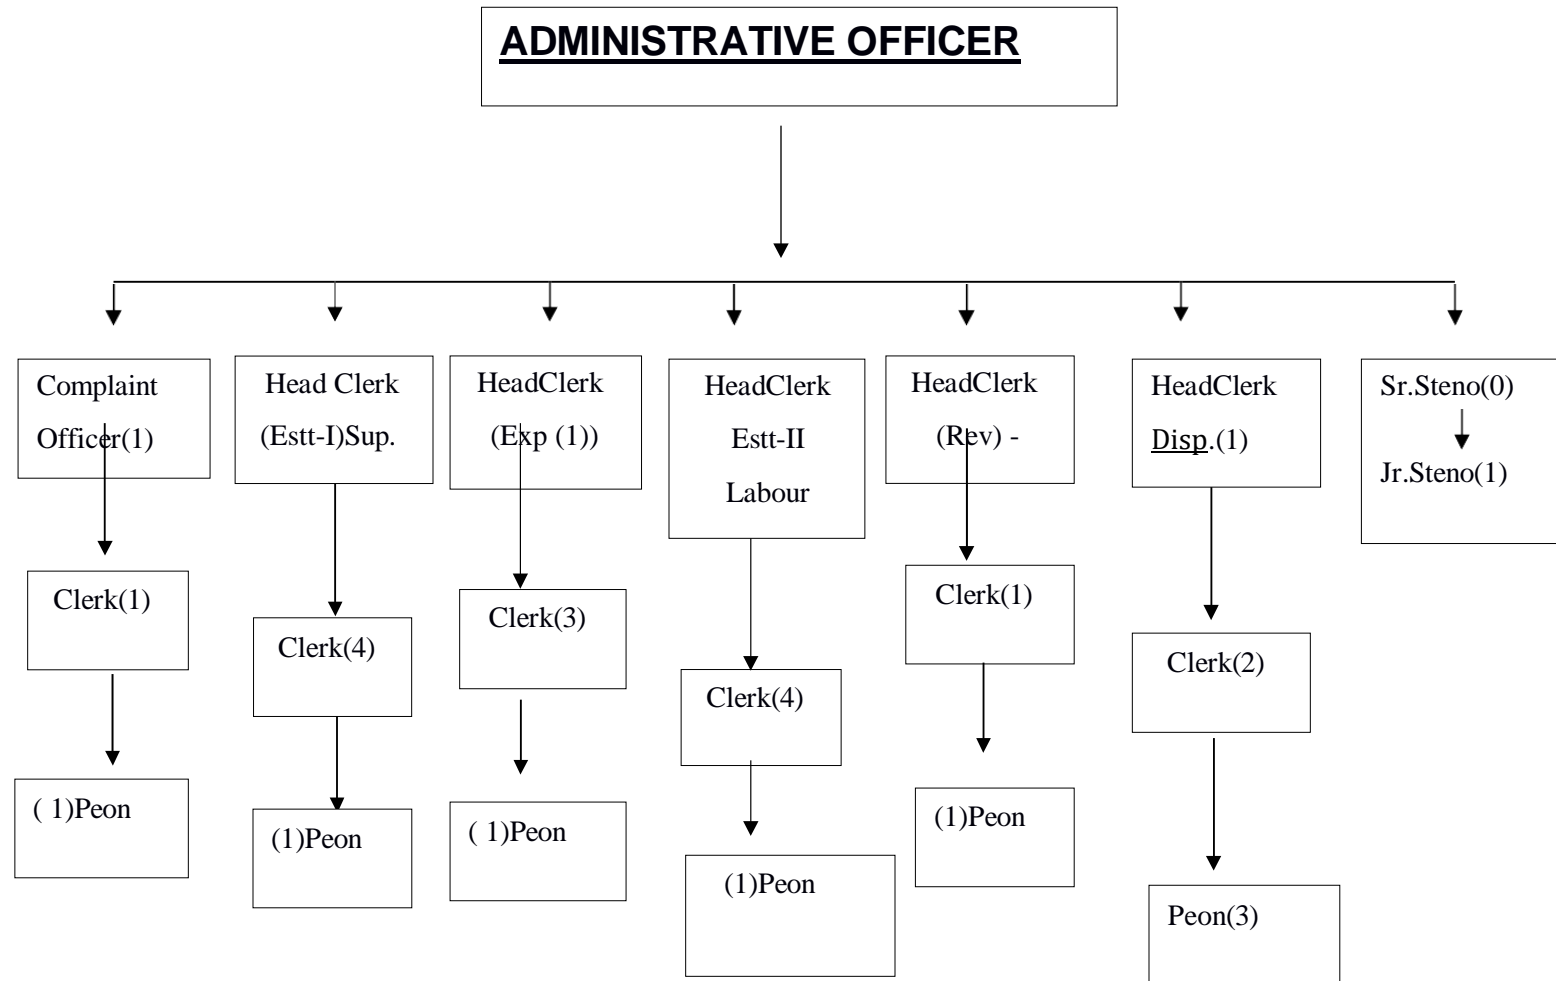 ADMINISTRATIVE OFFICER
Complaint
Officer(1)
Head Clerk
(Estt-I)Sup.
HeadClerk
(Exp (1))
HeadClerk
Estt-II
Labour
HeadClerk
(Rev) -
HeadClerk
Disp.(1)
Sr.Steno(0)
Jr.Steno(1)
Clerk(1)
Clerk(4)
Clerk(3)
Clerk(4)
Clerk(1)
Clerk(2)
( 1)Peon
(1)Peon
( 1)Peon
(1)Peon
(1)Peon
Peon(3)